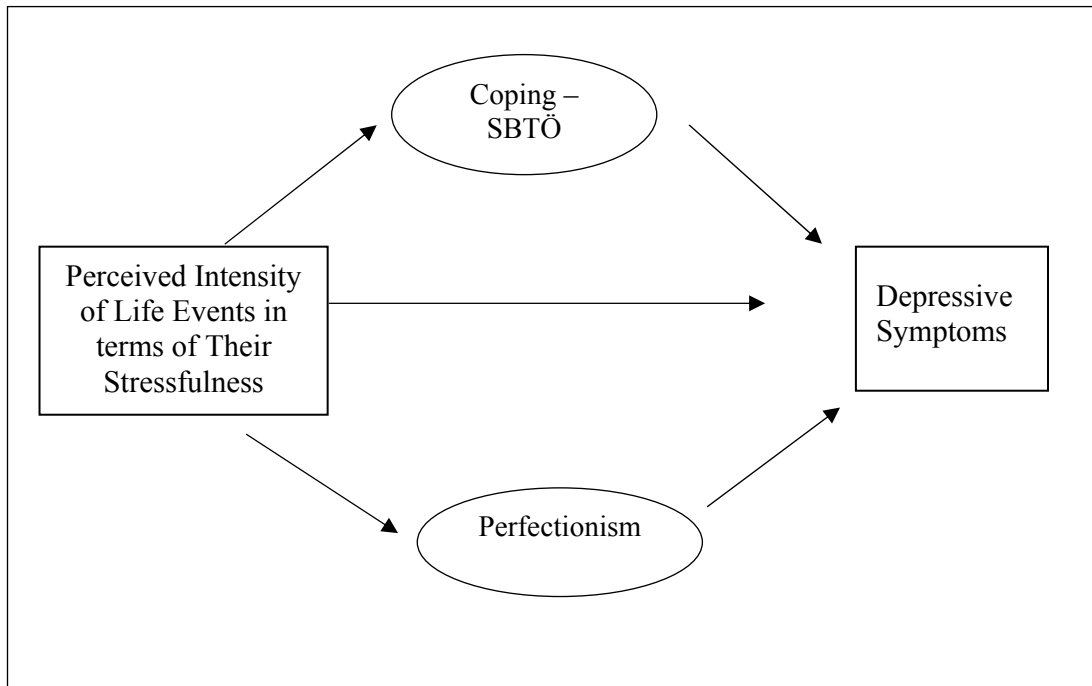 Coping –
SBTÖ
Perceived Intensity
of Life Events in
terms of Their
Stressfulness
Depressive
Symptoms
Perfectionism